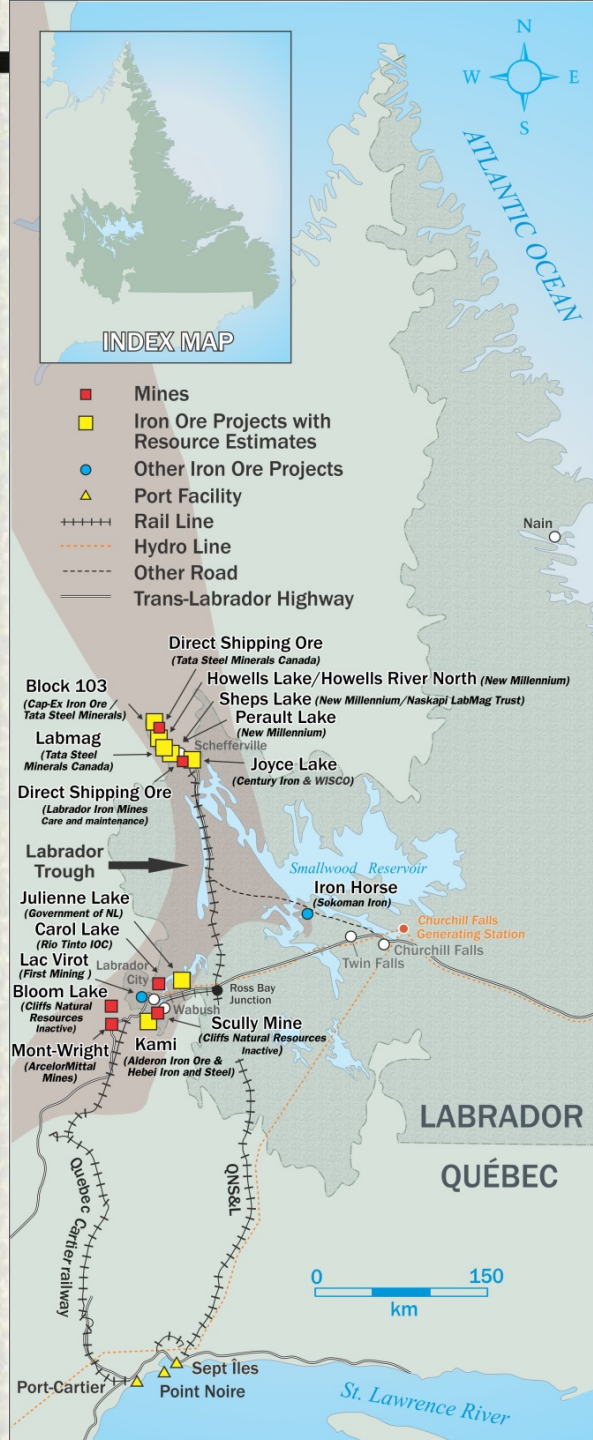 N
W E
S
ATLANTIC OCEAN
INDEX MAP
Mines
Iron Ore Projects with
Resource Estimates
Other Iron Ore Projects
Port Facility
Rail Line
Hydro Line
Other Road
Trans-Labrador Highway
Nain
Direct Shipping Ore
(Tata Steel Minerals Canada)
Howells Lake/Howells River North (New Millennium)
Block 103
(Cap-Ex Iron Ore /
Tata Steel Minerals)
Sheps Lake (New Millennium/Naskapi LabMag Trust)
Perault Lake
(New Millennium)
Labmag
(Tata Steel
Minerals Canada)
Schefferville
Joyce Lake
(Century Iron & WISCO)
Direct Shipping Ore
(Labrador Iron Mines
Care and maintenance)
Labrador
Trough
Smallwood Reservoir
Iron Horse
(Sokoman Iron)
Julienne Lake
(Government of NL)
Carol Lake
(Rio Tinto IOC)
Churchill Falls
Generating Station
Churchill Falls
Twin Falls
Lac Virot
(First Mining )
Labrador
City
Bloom Lake
(Cliffs Natural
Resources
Inactive)
Wabush
Ross Bay
Junction
Scully Mine
(Cliffs Natural Resources
Inactive)
Mont-Wright
(ArcelorMittal
Mines)
Kami
(Alderon Iron Ore &
Hebei Iron and Steel)
LABRADOR
QUÉBEC
Quebec Cartier railway
QNS&L
0 150
km
Sept Îles
Port-Cartier
Point Noire
St. Lawrence River